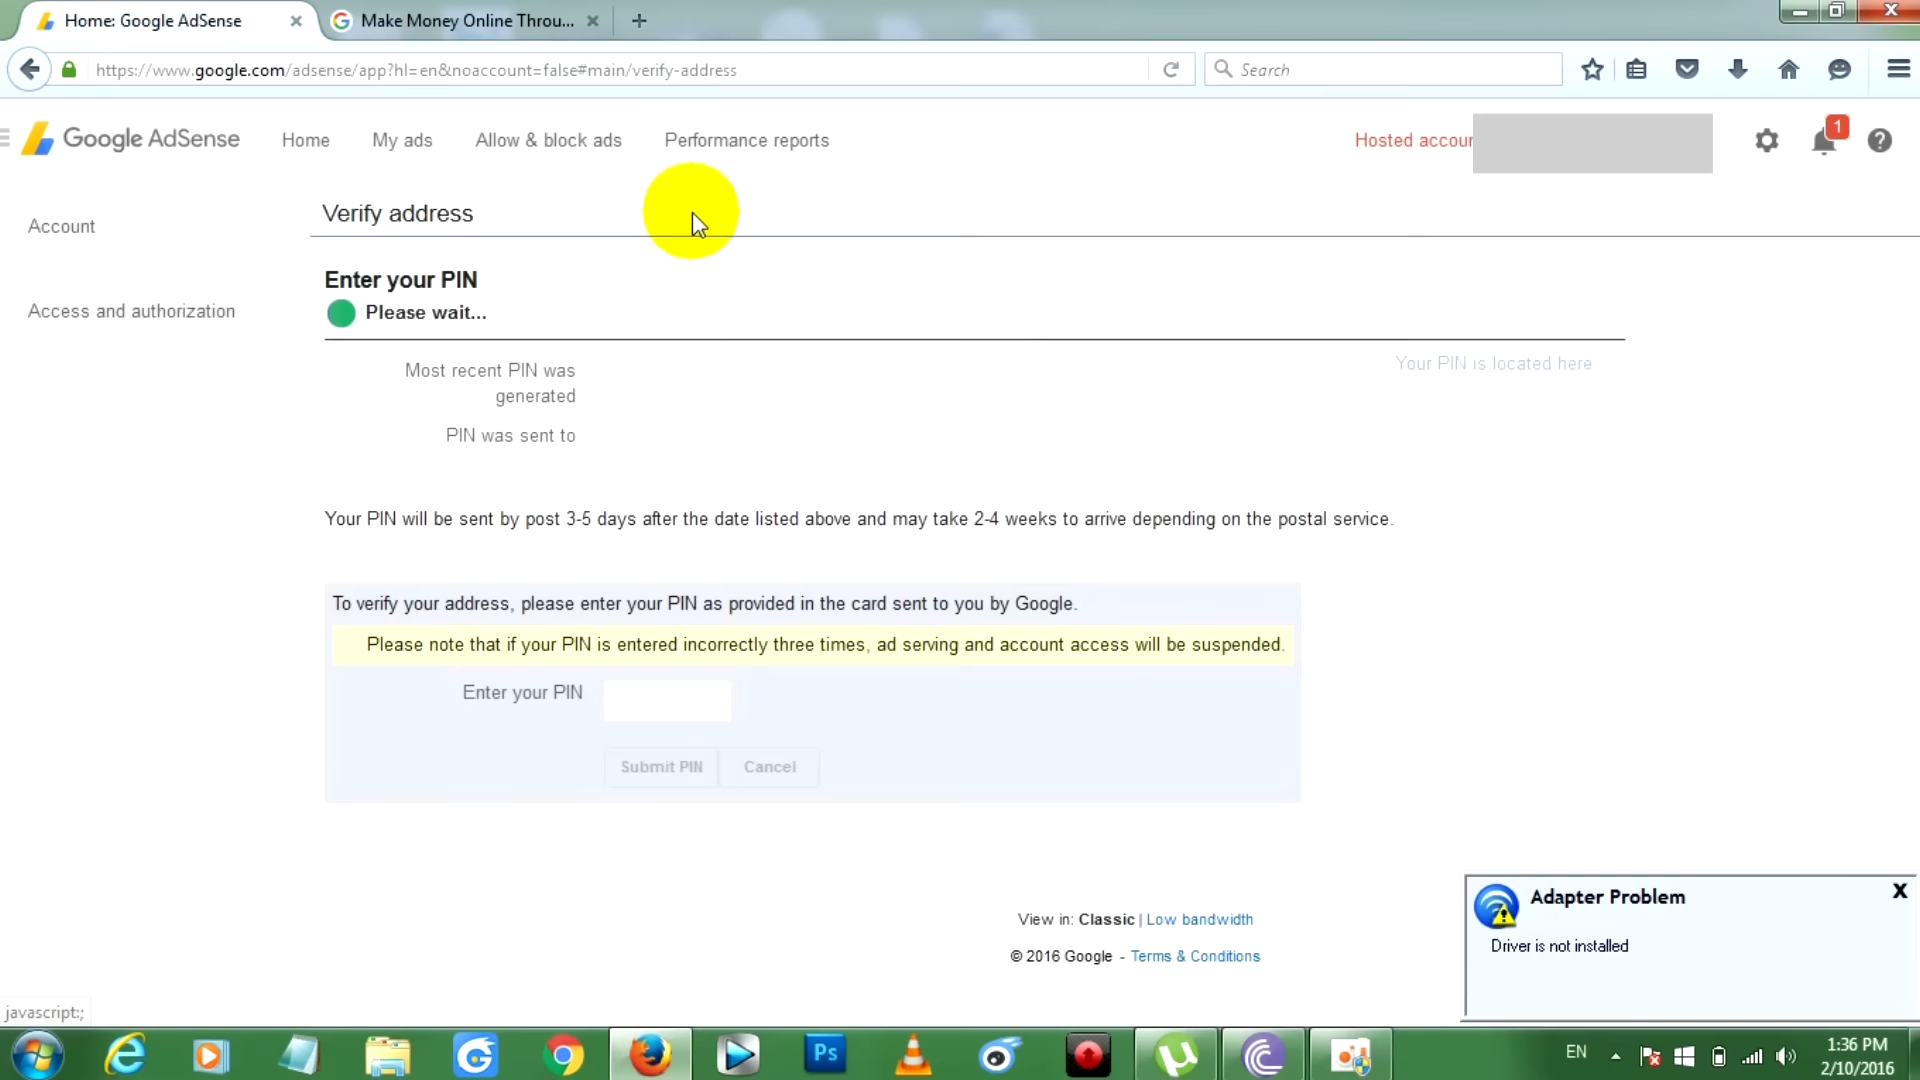 Home: Google AdSense
Make Money Online Throu...
https://www.google.com/adsense/app?hl=en&noaccount=false#main/verify-address
Search
Google AdSense
Home
My ads
Allow & block ads
Performance reports
Hosted accour
1
Account
Access and authorization
Verify address
Enter your PIN
Please wait...
Most recent PIN was
generated
Your PIN is located here
PIN was sent to
Your PIN will be sent by post 3-5 days after the date listed above and may take 2-4 weeks to arrive depending on the postal service.
To verify your address, please enter your PIN as provided in the card sent to you by Google.
Please note that if your PIN is entered incorrectly three times, ad serving and account access will be suspended.
Enter your PIN
Submit PIN
Cancel
View in: Classic | Low bandwidth
© 2016 Google - Terms & Conditions
Adapter Problem
X
Driver is not installed
javascript:;
Ps
EN
1:36 PM
2/10/2016